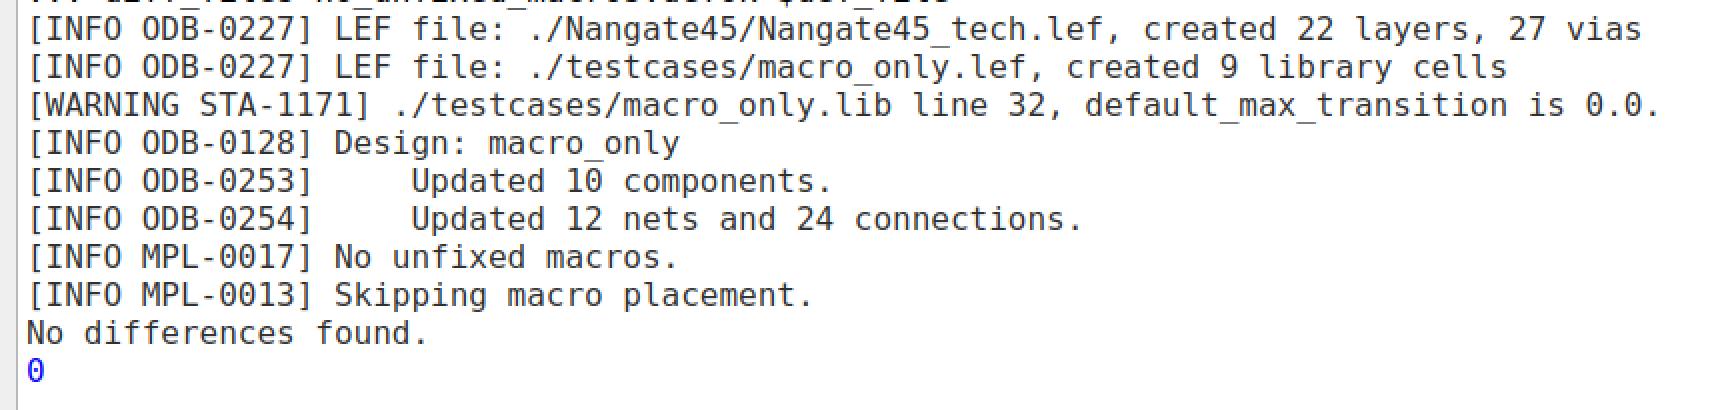 [INFO ODB-0227] LEF file: ./Nangate45/Nangate45_tech.lef, created 22 layers, 27 vias
[INFO ODB-0227] LEF file: ./testcases/macro_only.lef, created 9 library cells
[WARNING STA-1171] ./testcases/macro_only.lib line 32, default_max_transition is 0.0.
[INFO ODB-0128] Design: macro_only
[INFO ODB-0253]     Updated 10 components.
[INFO ODB-0254]     Updated 12 nets and 24 connections.
[INFO MPL-0017] No unfixed macros.
[INFO MPL-0013] Skipping macro placement.
No differences found.
0